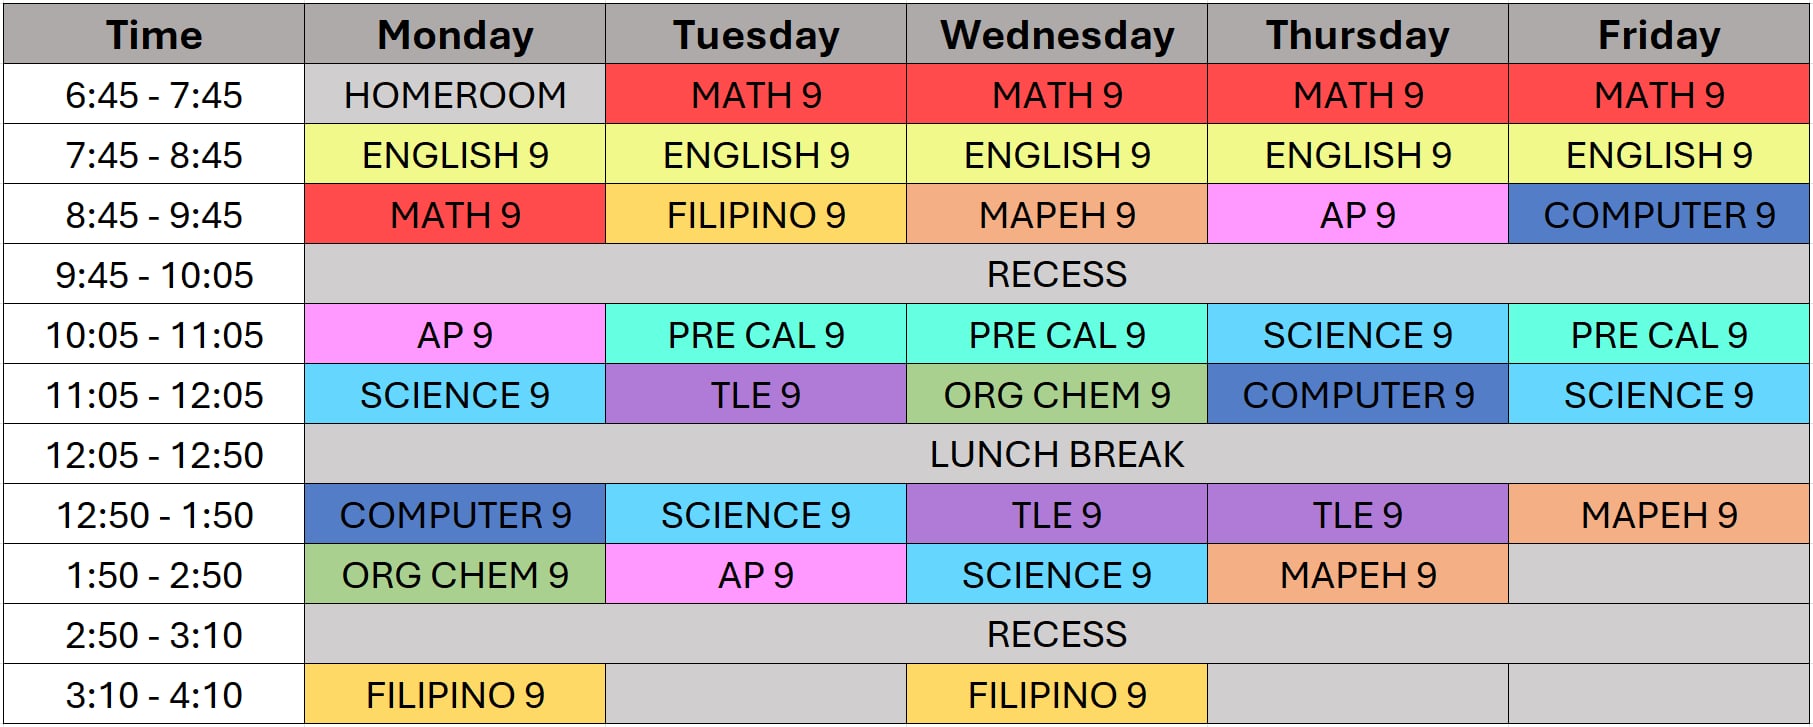 Time Monday Tuesday Wednesday Thursday Friday
6:45 - 7:45 HOMEROOM MATH 9 MATH 9 MATH 9 MATH 9
7:45 - 8:45 ENGLISH 9 ENGLISH 9 ENGLISH 9 ENGLISH 9 ENGLISH 9
8:45 - 9:45 MATH 9 FILIPINO 9 MAPEH 9 AP 9 COMPUTER 9
9:45 - 10:05 RECESS
10:05 - 11:05 AP 9 PRE CAL 9 PRE CAL 9 SCIENCE 9 PRE CAL 9
11:05 - 12:05 SCIENCE 9 TLE 9 ORG CHEM 9 COMPUTER 9 SCIENCE 9
12:05 - 12:50 LUNCH BREAK
12:50 - 1:50 COMPUTER 9 SCIENCE 9 TLE 9 TLE 9 MAPEH 9
1:50 - 2:50 ORG CHEM 9 AP 9 SCIENCE 9 MAPEH 9
2:50 - 3:10 RECESS
3:10 - 4:10 FILIPINO 9 FILIPINO 9